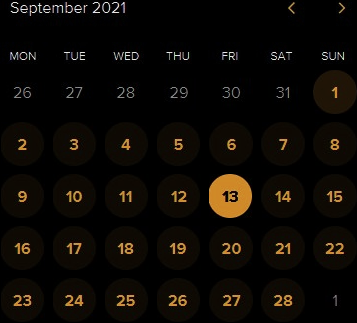 September 2021 < >
MON TUE WED THU FRI SAT SUN
26 27 28 29 30 31 1
2 3 4 5 6 7 8
9 10 11 12 13 14 15
16 17 18 19 20 21 22
23 24 25 26 27 28 1